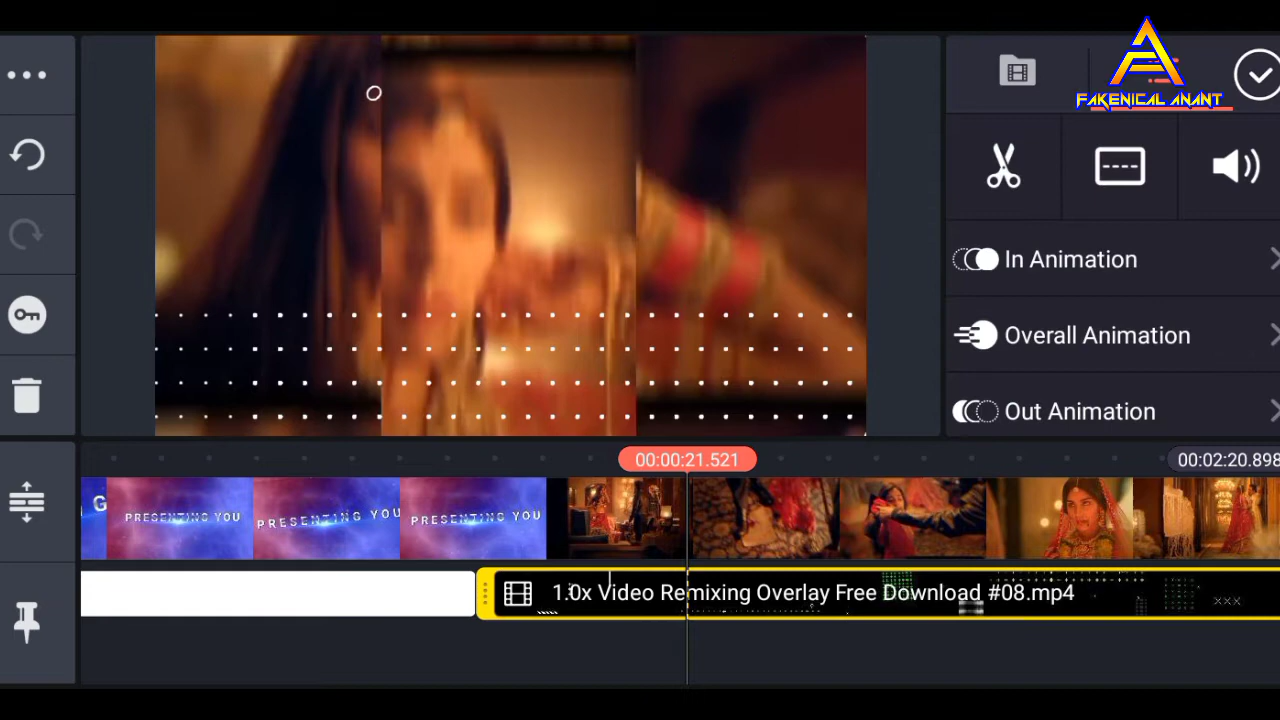 FAKENICAL ANANT
In Animation
Overall Animation
Out Animation
00:00:21.521
00:02:20.898
G
PRESENTING YOU
PRESENTING YOU
PRESENTING YOU
1.0x Video Remixing Overlay Free Download #08.mp4
×××